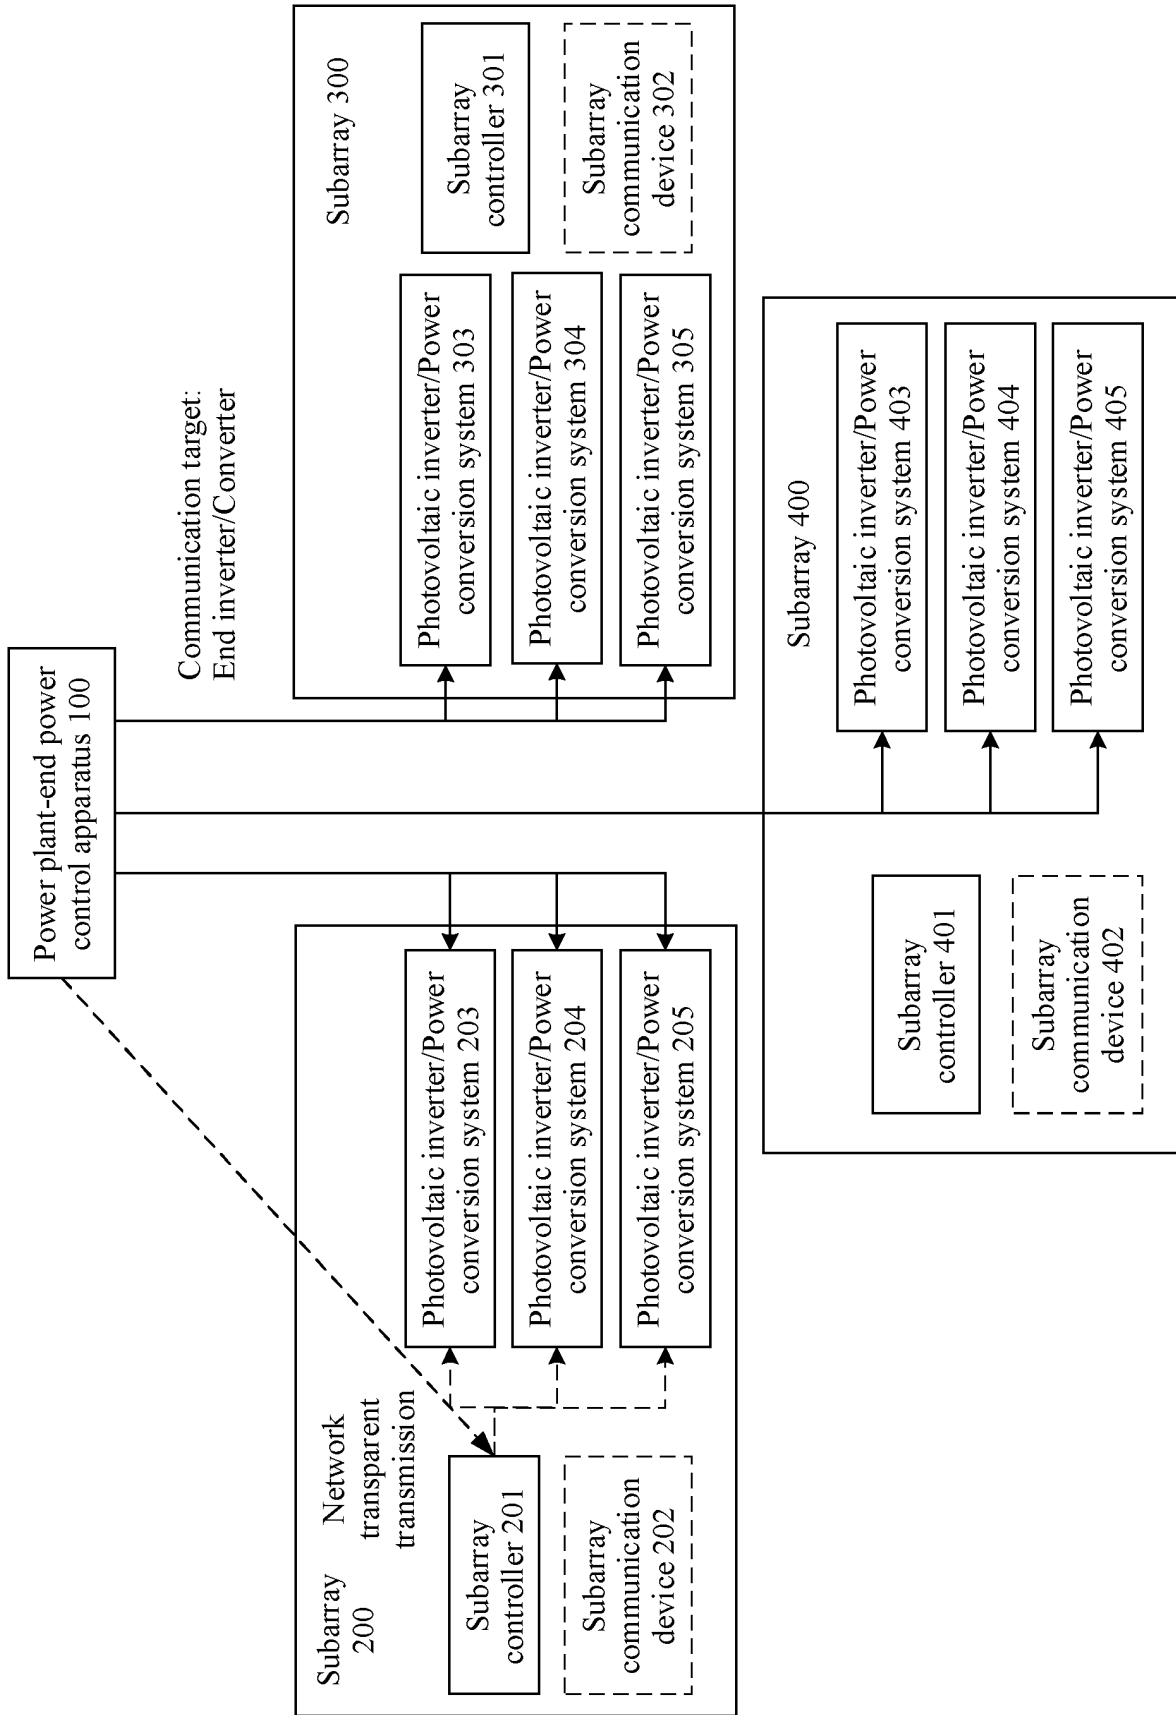 Power plant-end power
control apparatus 100
Communication target:
End inverter/Converter
Subarray
200
Network
transparent
transmission
Subarray
controller 201
Subarray
communication
device 202
Photovoltaic inverter/Power
conversion system 203
Photovoltaic inverter/Power
conversion system 204
Photovoltaic inverter/Power
conversion system 205
Subarray 300
Photovoltaic inverter/Power
conversion system 303
Photovoltaic inverter/Power
conversion system 304
Photovoltaic inverter/Power
conversion system 305
Subarray
controller 301
Subarray
communication
device 302
Subarray 400
Subarray
controller 401
Subarray
communication
device 402
Photovoltaic inverter/Power
conversion system 403
Photovoltaic inverter/Power
conversion system 404
Photovoltaic inverter/Power
conversion system 405